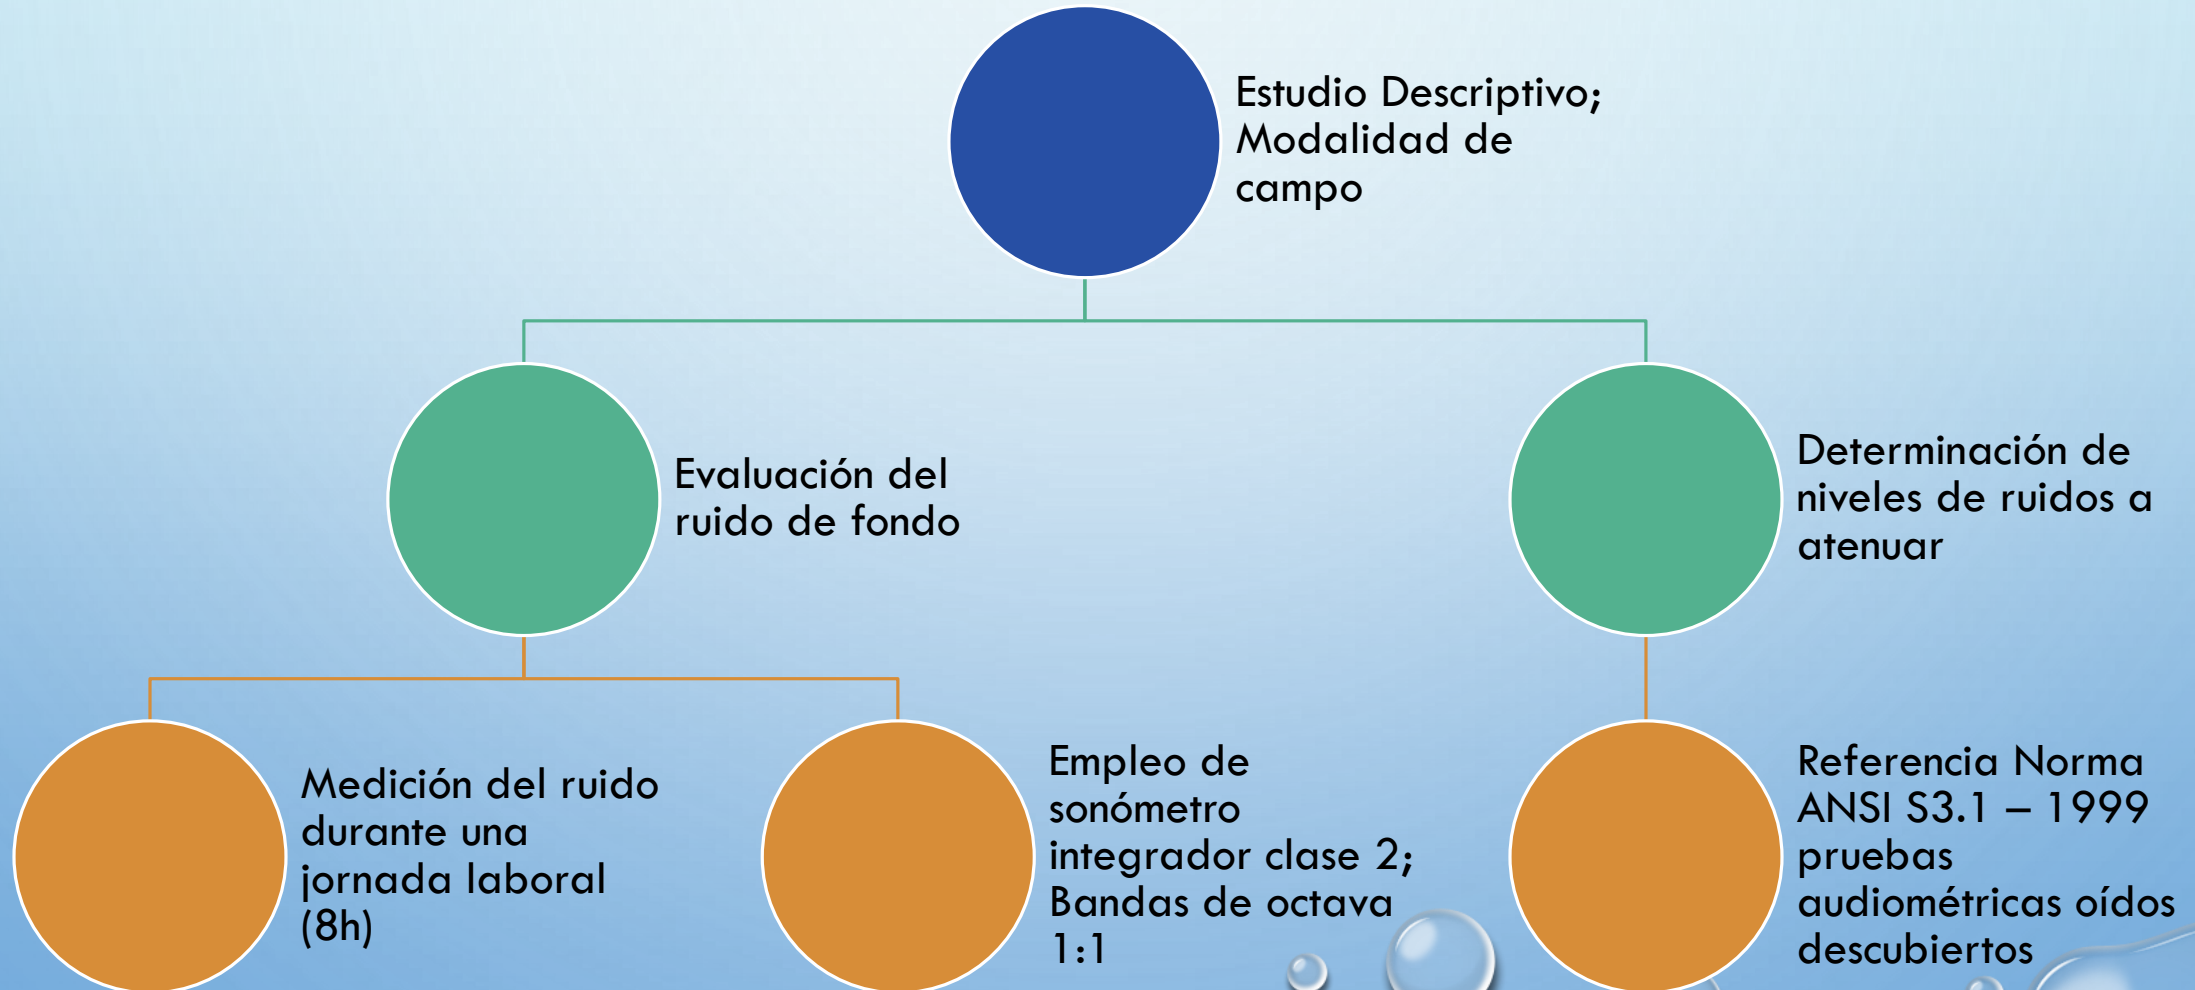 Estudio Descriptivo;
Modalidad de
campo
Evaluación del
ruido de fondo
Determinación de
niveles de ruidos a
atenuar
Medición del ruido
durante una
jornada laboral
(8h)
Empleo de
sonómetro
integrador clase 2;
Bandas de octava
1:1
Referencia Norma
ANSI S3.1 – 1999
pruebas
audiométricas oídos
descubiertos